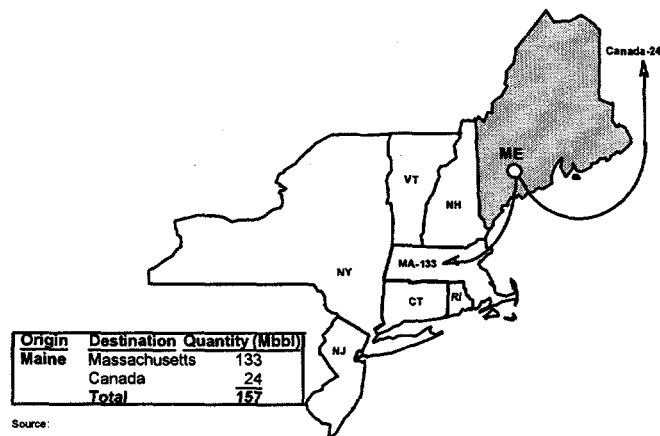 Canada-24
ME
VT
NH
NY
MA-133
CT
RI
NJ
Origin Destination Quantity (Mbbl)
Maine Massachusetts 133
Canada 24
Total 157
Source: